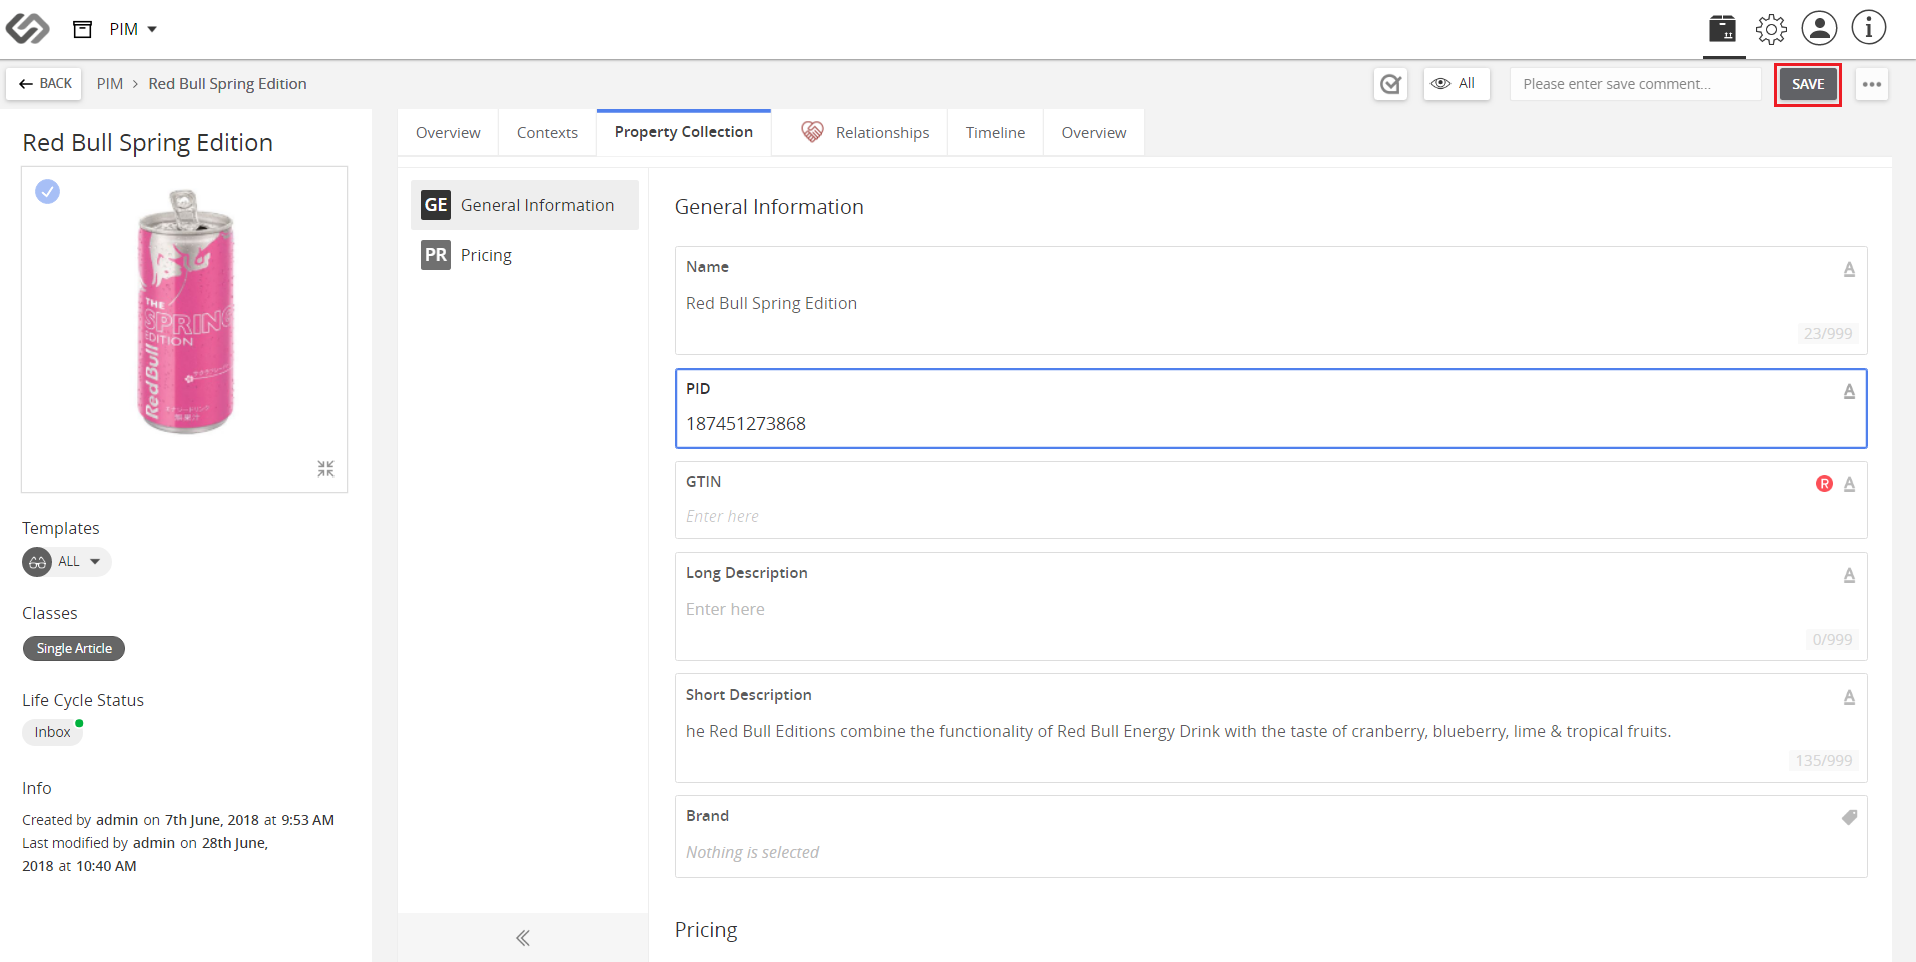 PIM
BACK
PIM > Red Bull Spring Edition
All
Please enter save comment...
SAVE
Red Bull Spring Edition
THE
SPRING
EDITION
Red Bull
Templates
ALL
Classes
Single Article
Life Cycle Status
Inbox
Info
Created by admin on 7th June, 2018 at 9:53 AM
Last modified by admin on 28th June,
2018 at 10:40 AM
Overview
Contexts
Property Collection
Relationships
Timeline
Overview
GE General Information
PR Pricing
General Information
Name
A
Red Bull Spring Edition
23/999
PID
A
187451273868
GTIN
R A
Enter here
Long Description
A
Enter here
0/999
Short Description
A
he Red Bull Editions combine the functionality of Red Bull Energy Drink with the taste of cranberry, blueberry, lime & tropical fruits.
135/999
Brand
Nothing is selected
Pricing